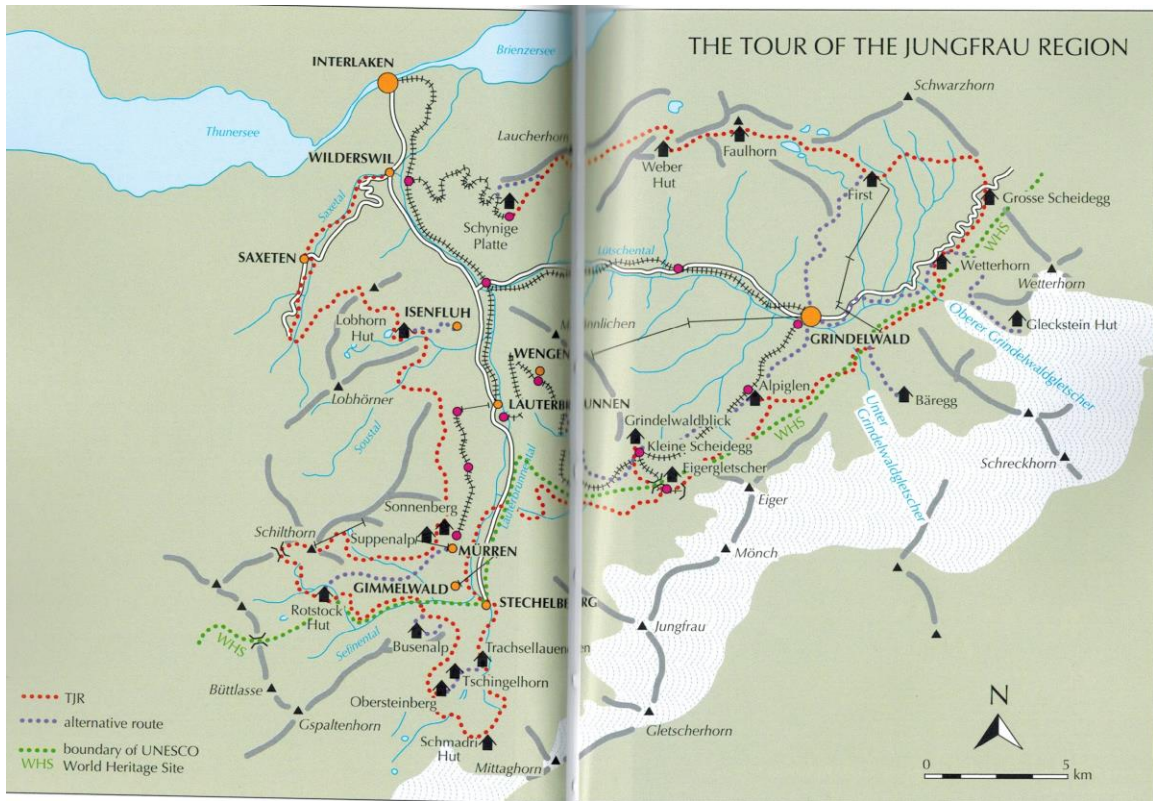 THE TOUR OF THE JUNGFRAU REGION
Brienzersee
INTERLAKEN
Thunersee
WILDERSWIL
Saxetal
SAXETEN
Laucherhorn
Schynige
Platte
Weber
Hut
Faulhorn
Schwarzhorn
First
Grosse Scheidegg
WHS
Wetterhorn
Wetterhorn
Gleckstein Hut
Oberer Grindelwaldgletscher
Lütschental
GRINDELWALD
ISENFLUH
Lobhorn
Hut
Lobhörner
Soustal
WENGEN
LAUTERBRUNNEN
Lauterbrunnental
Alpiglen
Bäregg
WHS
Unter
Grindelwaldgletscher
Grindelwaldblick
Kleine Scheidegg
Eigergletscher
Eiger
Schreckhorn
Mönch
Jungfrau
Gletscherhorn
Schilthorn
Sonnenberg
Suppenalp
MÜRREN
GIMMELWALD
STECHELBERG
Rotstock
Hut
Sefinental
WHS
Busenalp
Trachsellauenen
Tschingelhorn
Obersteinberg
Schmadri
Hut
Mittaghorn
Büttlasse
Gspaltenhorn
TJR
alternative route
boundary of UNESCO
WHS World Heritage Site
N
0 5
km